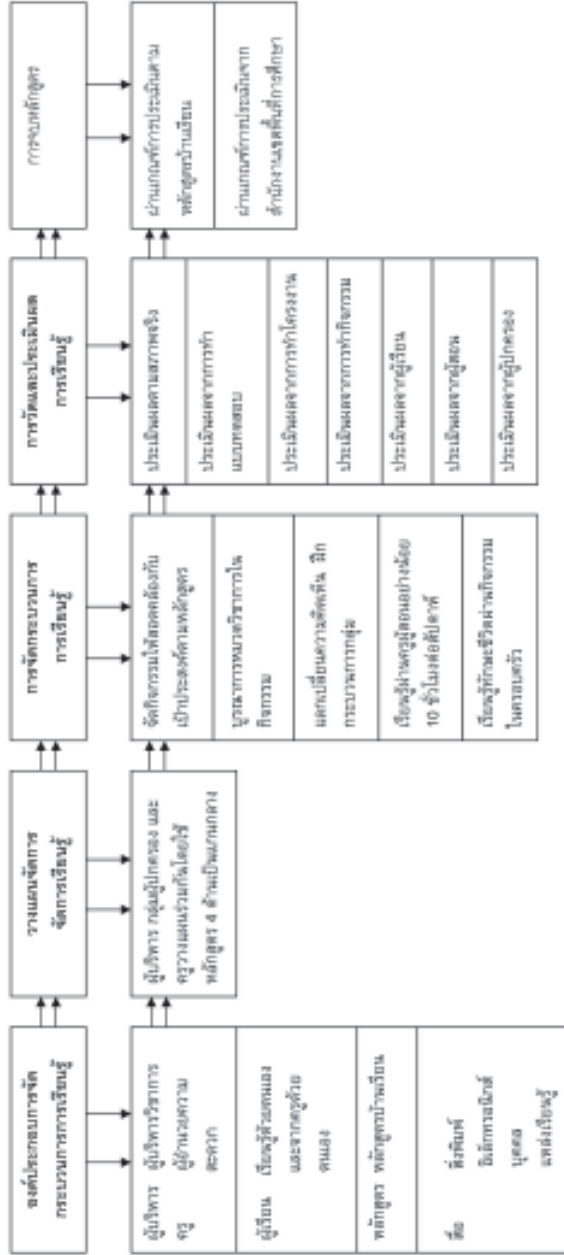 องค์ประกอบการจัด
กระบวนการการเรียนรู้
ผู้บริหาร ผู้บริหารวิชาการ
ครู ผู้อำนวยความ
สะดวก
ผู้เรียน เรียนรู้ด้วยตนเอง
และจากครูด้วย
ตนเอง
หลักสูตร หลักสูตรบ้านเรียน
สื่อ สิ่งพิมพ์
อิเล็กทรอนิกส์
บุคคล
แหล่งเรียนรู้
วางแผนจัดการ
จัดการเรียนรู้
ผู้บริหาร กลุ่มผู้ปกครอง และ
ครูวางแผนร่วมกันโดยใช้
หลักสูตร 4 ด้านเป็นแกนกลาง
การจัดกระบวนการ
การเรียนรู้
จัดกิจกรรมให้สอดคล้องกับ
เป้าประสงค์ตามหลักสูตร
บูรณาการหมวดวิชาการใน
กิจกรรม
แลกเปลี่ยนความคิดเห็น ฝึก
กระบวนการกลุ่ม
เรียนรู้ผ่านครูผู้สอนอย่างน้อย
10 ชั่วโมงต่อสัปดาห์
เรียนรู้ทักษะชีวิตผ่านกิจกรรม
ในครอบครัว
การวัดและประเมินผล
การเรียนรู้
ประเมินผลตามสภาพจริง
ประเมินผลจากการทำ
แบบทดสอบ
ประเมินผลจากการทำโครงงาน
ประเมินผลจากการทำกิจกรรม
ประเมินผลจากผู้เรียน
ประเมินผลจากผู้สอน
ประเมินผลจากผู้ปกครอง
การจบหลักสูตร
ผ่านเกณฑ์การประเมินตาม
หลักสูตรบ้านเรียน
ผ่านเกณฑ์การประเมินจาก
สำนักงานเขตพื้นที่การศึกษา